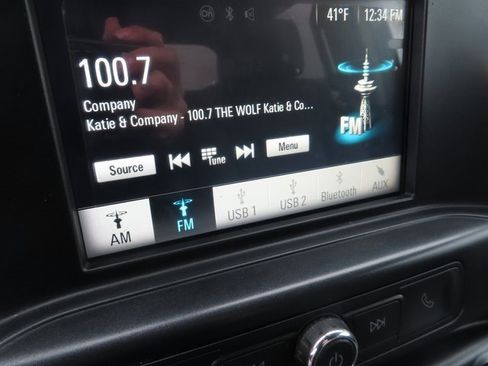 41°F 12:34 PM
100.7
Company
Katie & Company - 100.7 THE WOLF Katie & Co...
FM
Source Tune Menu
AM FM USB 1 USB 2 Bluetooth AUX